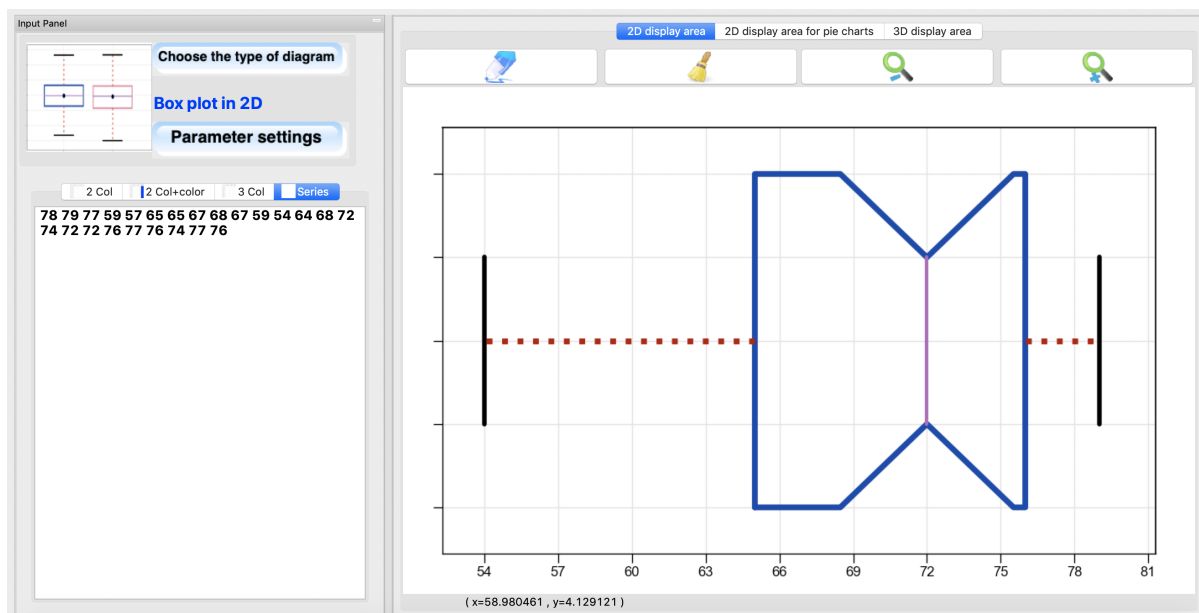 Input Panel
Choose the type of diagram
Box plot in 2D
Parameter settings
2 Col
2 Col+color
3 Col
Series
78 79 77 59 57 65 65 67 68 67 59 54 64 68 72
74 72 72 76 77 76 74 77 76
2D display area
2D display area for pie charts
3D display area
54 57 60 63 66 69 72 75 78 81
( x=58.980461 , y=4.129121 )